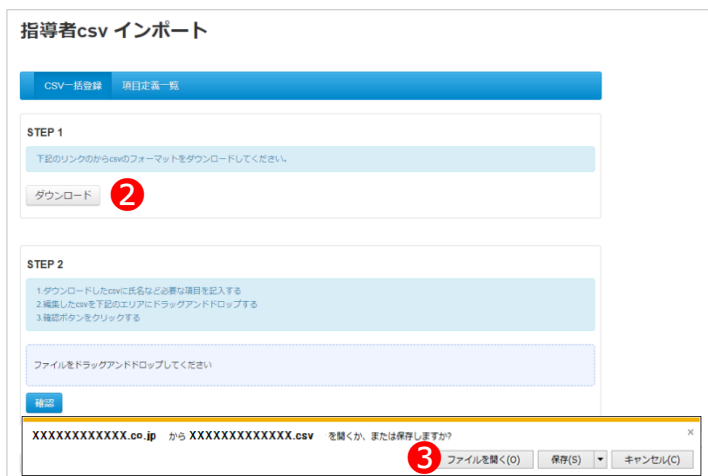 指導者csv インポート
CSV一括登録 項目定義一覧
STEP 1
下記のリンクのからcsvのフォーマットをダウンロードしてください。
ダウンロード 2
STEP 2
1.ダウンロードしたcsvに氏名など必要な項目を記入する
2.編集したcsvを下記のエリアにドラッグアンドドロップする
3.確認ボタンをクリックする
ファイルをドラッグアンドドロップしてください
確認
XXXXXXXXXXXX.co.jp から XXXXXXXXXXXXX.csv を開くか、または保存しますか? ×
3 ファイルを開く(O) 保存(S) ▼ キャンセル(C)